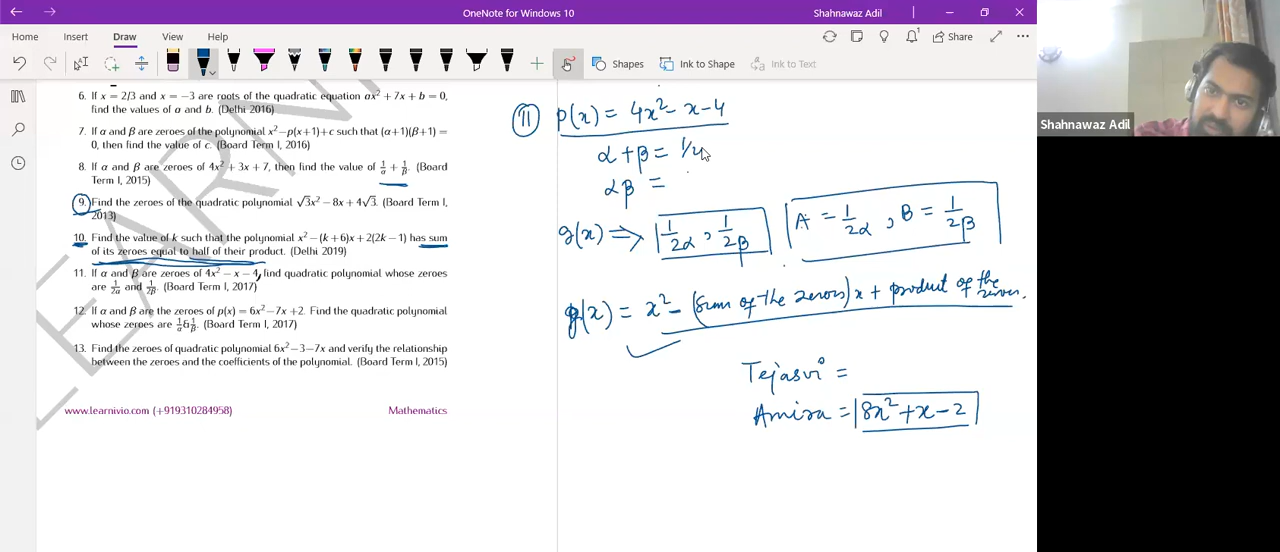 OneNote for Windows 10
Shahnawaz Adil
Home Insert Draw View Help
Share
Shapes Ink to Shape Ink to Text
6. If x = 2/3 and x = −3 are roots of the quadratic equation ax² + 7x + b = 0,
find the values of a and b. (Delhi 2016)
7. If α and β are zeroes of the polynomial x² − p(x+1) + c such that (α+1)(β+1) =
0, then find the value of c. (Board Term I, 2016)
8. If α and β are zeroes of 4x² + 3x + 7, then find the value of 1/α + 1/β. (Board
Term I, 2015)
9. Find the zeroes of the quadratic polynomial √3x² − 8x + 4√3. (Board Term I,
2013)
10. Find the value of k such that the polynomial x² − (k+6)x + 2(2k−1) has sum
of its zeroes equal to half of their product. (Delhi 2019)
11. If α and β are zeroes of 4x² − x − 4, find quadratic polynomial whose zeroes
are 1/2α and 1/2β. (Board Term I, 2017)
12. If α and β are the zeroes of p(x) = 6x² − 7x + 2. Find the quadratic polynomial
whose zeroes are 1/α & 1/β. (Board Term I, 2017)
13. Find the zeroes of quadratic polynomial 6x² − 3 − 7x and verify the relationship
between the zeroes and the coefficients of the polynomial. (Board Term I, 2015)
www.learnivio.com (+919310284958) Mathematics
LEARNIVIO
11 p(x) = 4x² − x − 4
α + β = 1/4
αβ =
g(x) ⇒ 1/2α , 1/2β A = 1/2α , B = 1/2β
g(x) = x² − (Sum of the zeroes)x + product of the zeroes.
Tejasvi =
Amisa = 8x² + x − 2
Shahnawaz Adil